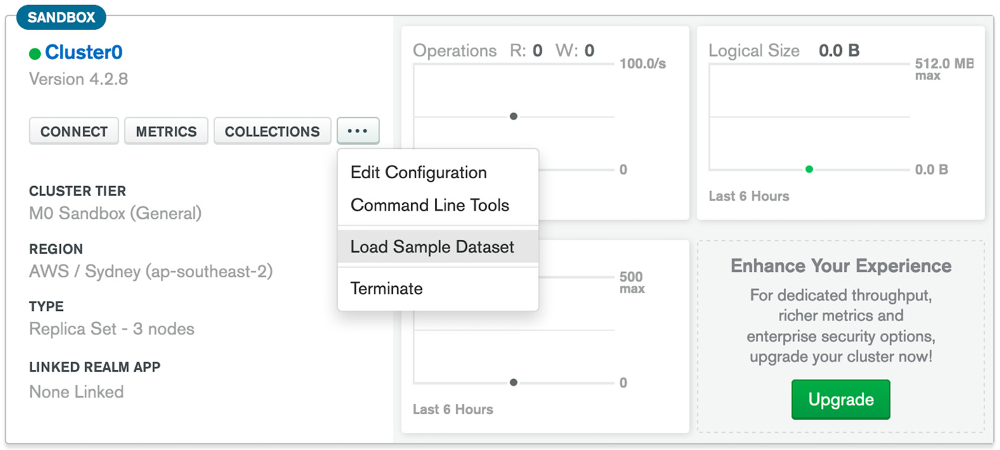 SANDBOX
Cluster0
Version 4.2.8
CONNECT
METRICS
COLLECTIONS
...
Edit Configuration
Command Line Tools
Load Sample Dataset
Terminate
CLUSTER TIER
M0 Sandbox (General)
REGION
AWS / Sydney (ap-southeast-2)
TYPE
Replica Set - 3 nodes
LINKED REALM APP
None Linked
Operations R: 0 W: 0
100.0/s
0
Logical Size 0.0 B
512.0 MB
max
0.0 B
Last 6 Hours
500
max
0
Last 6 Hours
Enhance Your Experience
For dedicated throughput,
richer metrics and
enterprise security options,
upgrade your cluster now!
Upgrade